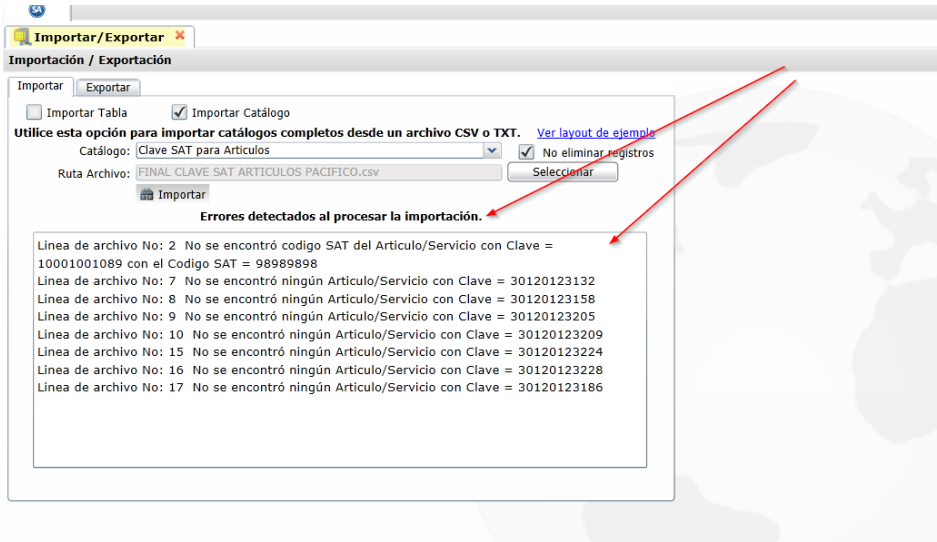 SA
Importar/Exportar
Importación / Exportación
Importar Exportar
Importar Tabla Importar Catálogo
Utilice esta opción para importar catálogos completos desde un archivo CSV o TXT. Ver layout de ejemplo
Catálogo: Clave SAT para Articulos No eliminar registros
Ruta Archivo: FINAL CLAVE SAT ARTICULOS PACIFICO.csv Seleccionar
Importar
Errores detectados al procesar la importación.
Linea de archivo No: 2 No se encontró codigo SAT del Articulo/Servicio con Clave =
10001001089 con el Codigo SAT = 98989898
Linea de archivo No: 7 No se encontró ningún Articulo/Servicio con Clave = 30120123132
Linea de archivo No: 8 No se encontró ningún Articulo/Servicio con Clave = 30120123158
Linea de archivo No: 9 No se encontró ningún Articulo/Servicio con Clave = 30120123205
Linea de archivo No: 10 No se encontró ningún Articulo/Servicio con Clave = 30120123209
Linea de archivo No: 15 No se encontró ningún Articulo/Servicio con Clave = 30120123224
Linea de archivo No: 16 No se encontró ningún Articulo/Servicio con Clave = 30120123228
Linea de archivo No: 17 No se encontró ningún Articulo/Servicio con Clave = 30120123186